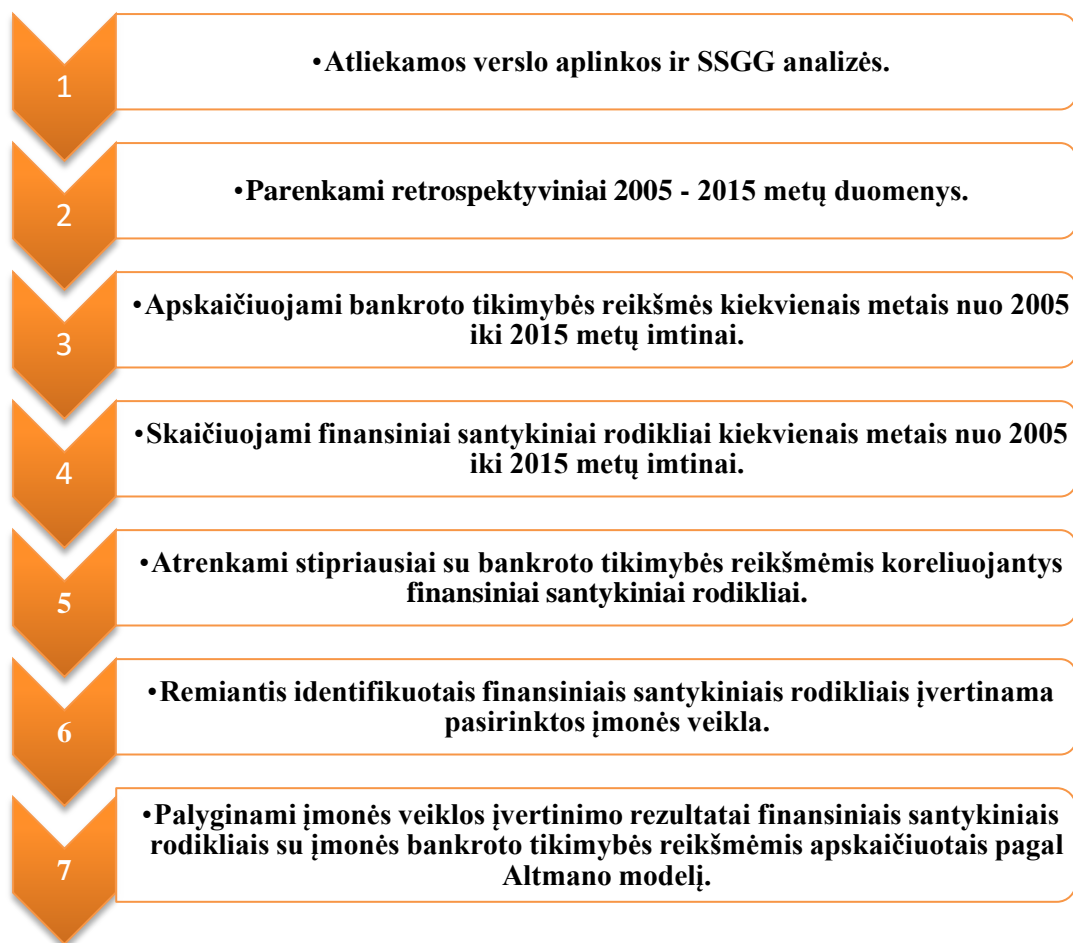 1
•Atliekamos verslo aplinkos ir SSGG analizės.
2
•Parenkami retrospektyviniai 2005 - 2015 metų duomenys.
3
•Apskaičiuojami bankroto tikimybės reikšmės kiekvienais metais nuo 2005
iki 2015 metų imtinai.
4
•Skaičiuojami finansiniai santykiniai rodikliai kiekvienais metais nuo 2005
iki 2015 metų imtinai.
5
•Atrenkami stipriausiai su bankroto tikimybės reikšmėmis koreliuojantys
finansiniai santykiniai rodikliai.
6
•Remiantis identifikuotais finansiniais santykiniais rodikliais įvertinama
pasirinktos įmonės veikla.
7
•Palyginami įmonės veiklos įvertinimo rezultatai finansiniais santykiniais
rodikliais su įmonės bankroto tikimybės reikšmėmis apskaičiuotais pagal
Altmano modelį.